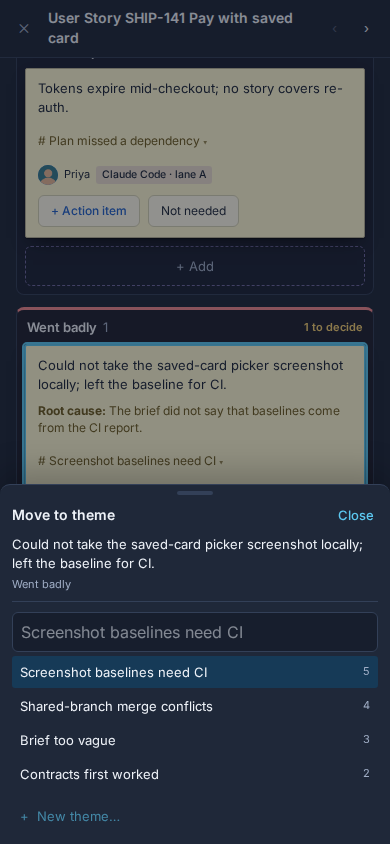 User Story SHIP-141 Pay with saved
card
Tokens expire mid-checkout; no story covers re-
auth.
# Plan missed a dependency
Priya
Claude Code · lane A
+ Action item
Not needed
+ Add
Went badly 1
1 to decide
Could not take the saved-card picker screenshot
locally; left the baseline for CI.
Root cause: The brief did not say that baselines come
from the CI report.
# Screenshot baselines need CI
Move to theme
Close
Could not take the saved-card picker screenshot locally;
left the baseline for CI.
Went badly
Screenshot baselines need CI
Screenshot baselines need CI 5
Shared-branch merge conflicts 4
Brief too vague 3
Contracts first worked 2
+ New theme...